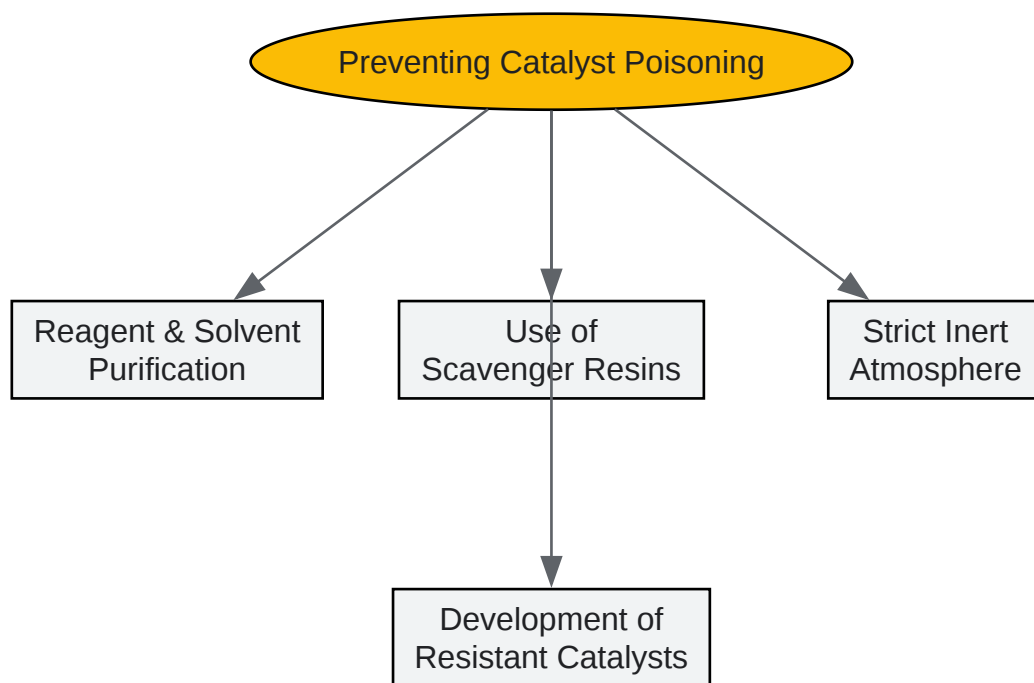 Preventing Catalyst Poisoning
Reagent & Solvent
Purification
Use of
Scavenger Resins
Strict Inert
Atmosphere
Development of
Resistant Catalysts